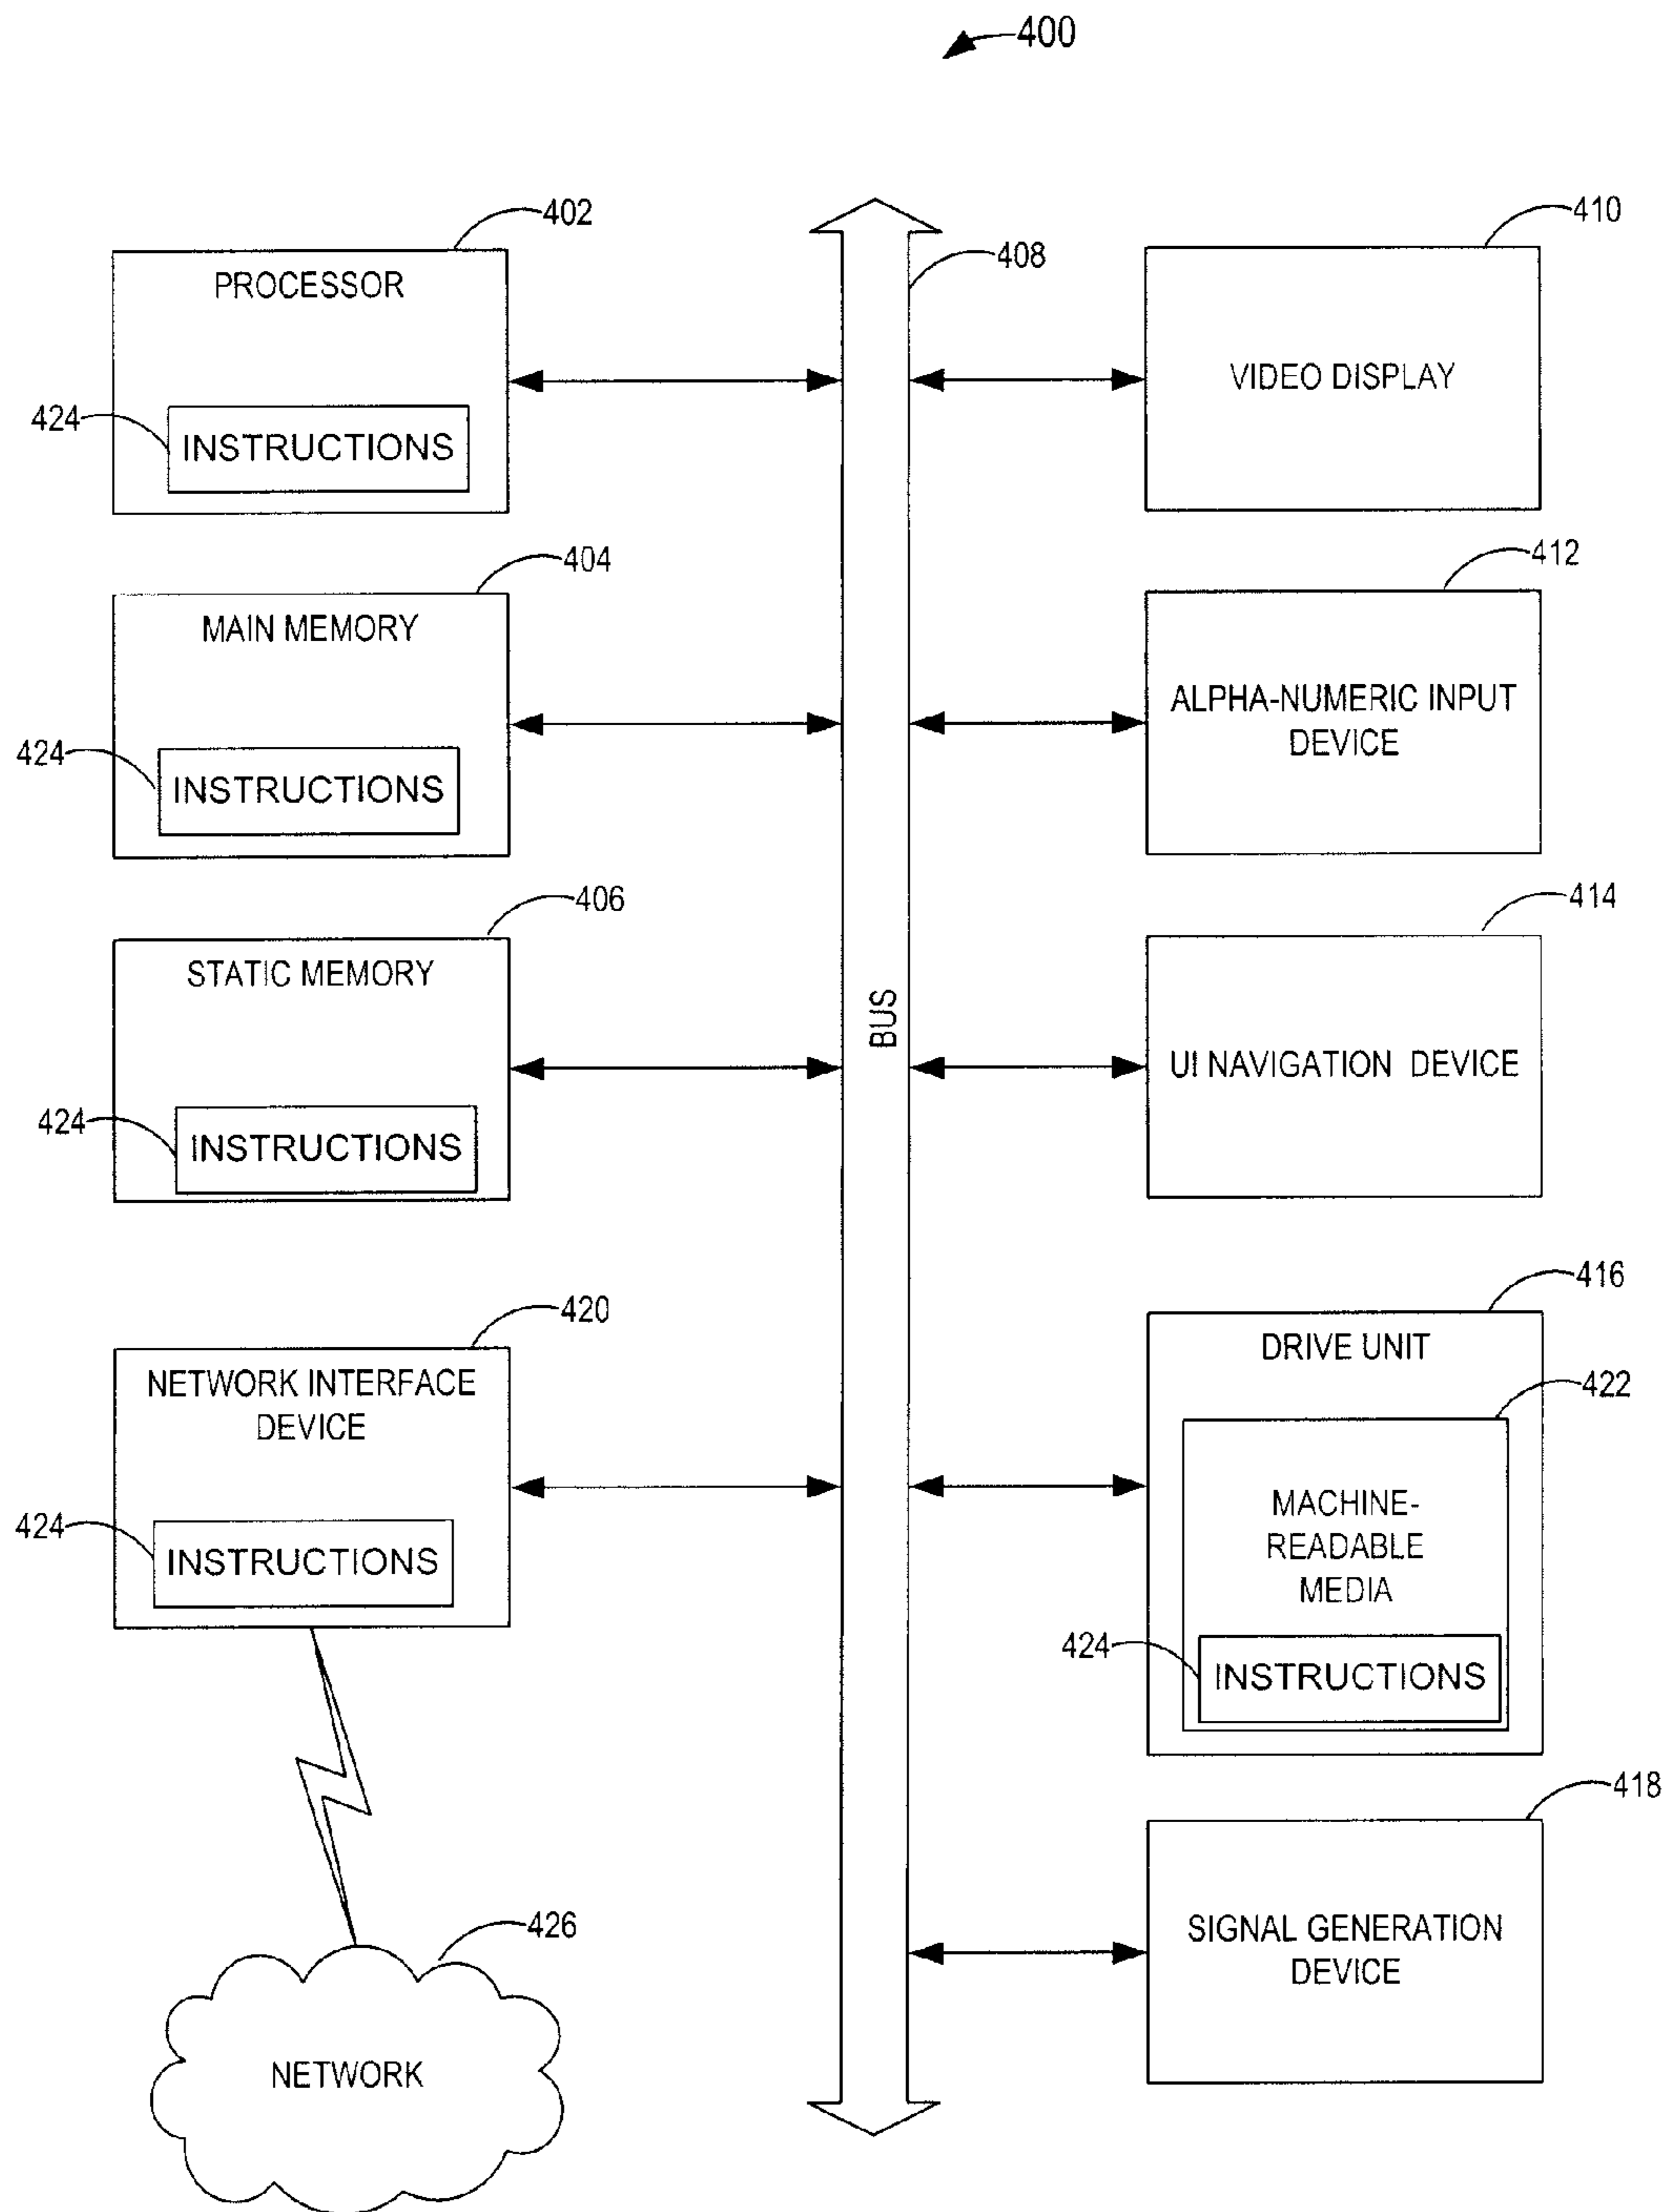 400
402
PROCESSOR
424
INSTRUCTIONS
404
MAIN MEMORY
424
INSTRUCTIONS
406
STATIC MEMORY
424
INSTRUCTIONS
420
NETWORK INTERFACE
DEVICE
424
INSTRUCTIONS
426
NETWORK
408
BUS
410
VIDEO DISPLAY
412
ALPHA-NUMERIC INPUT
DEVICE
414
UI NAVIGATION DEVICE
416
DRIVE UNIT
422
MACHINE-
READABLE
MEDIA
424
INSTRUCTIONS
418
SIGNAL GENERATION
DEVICE